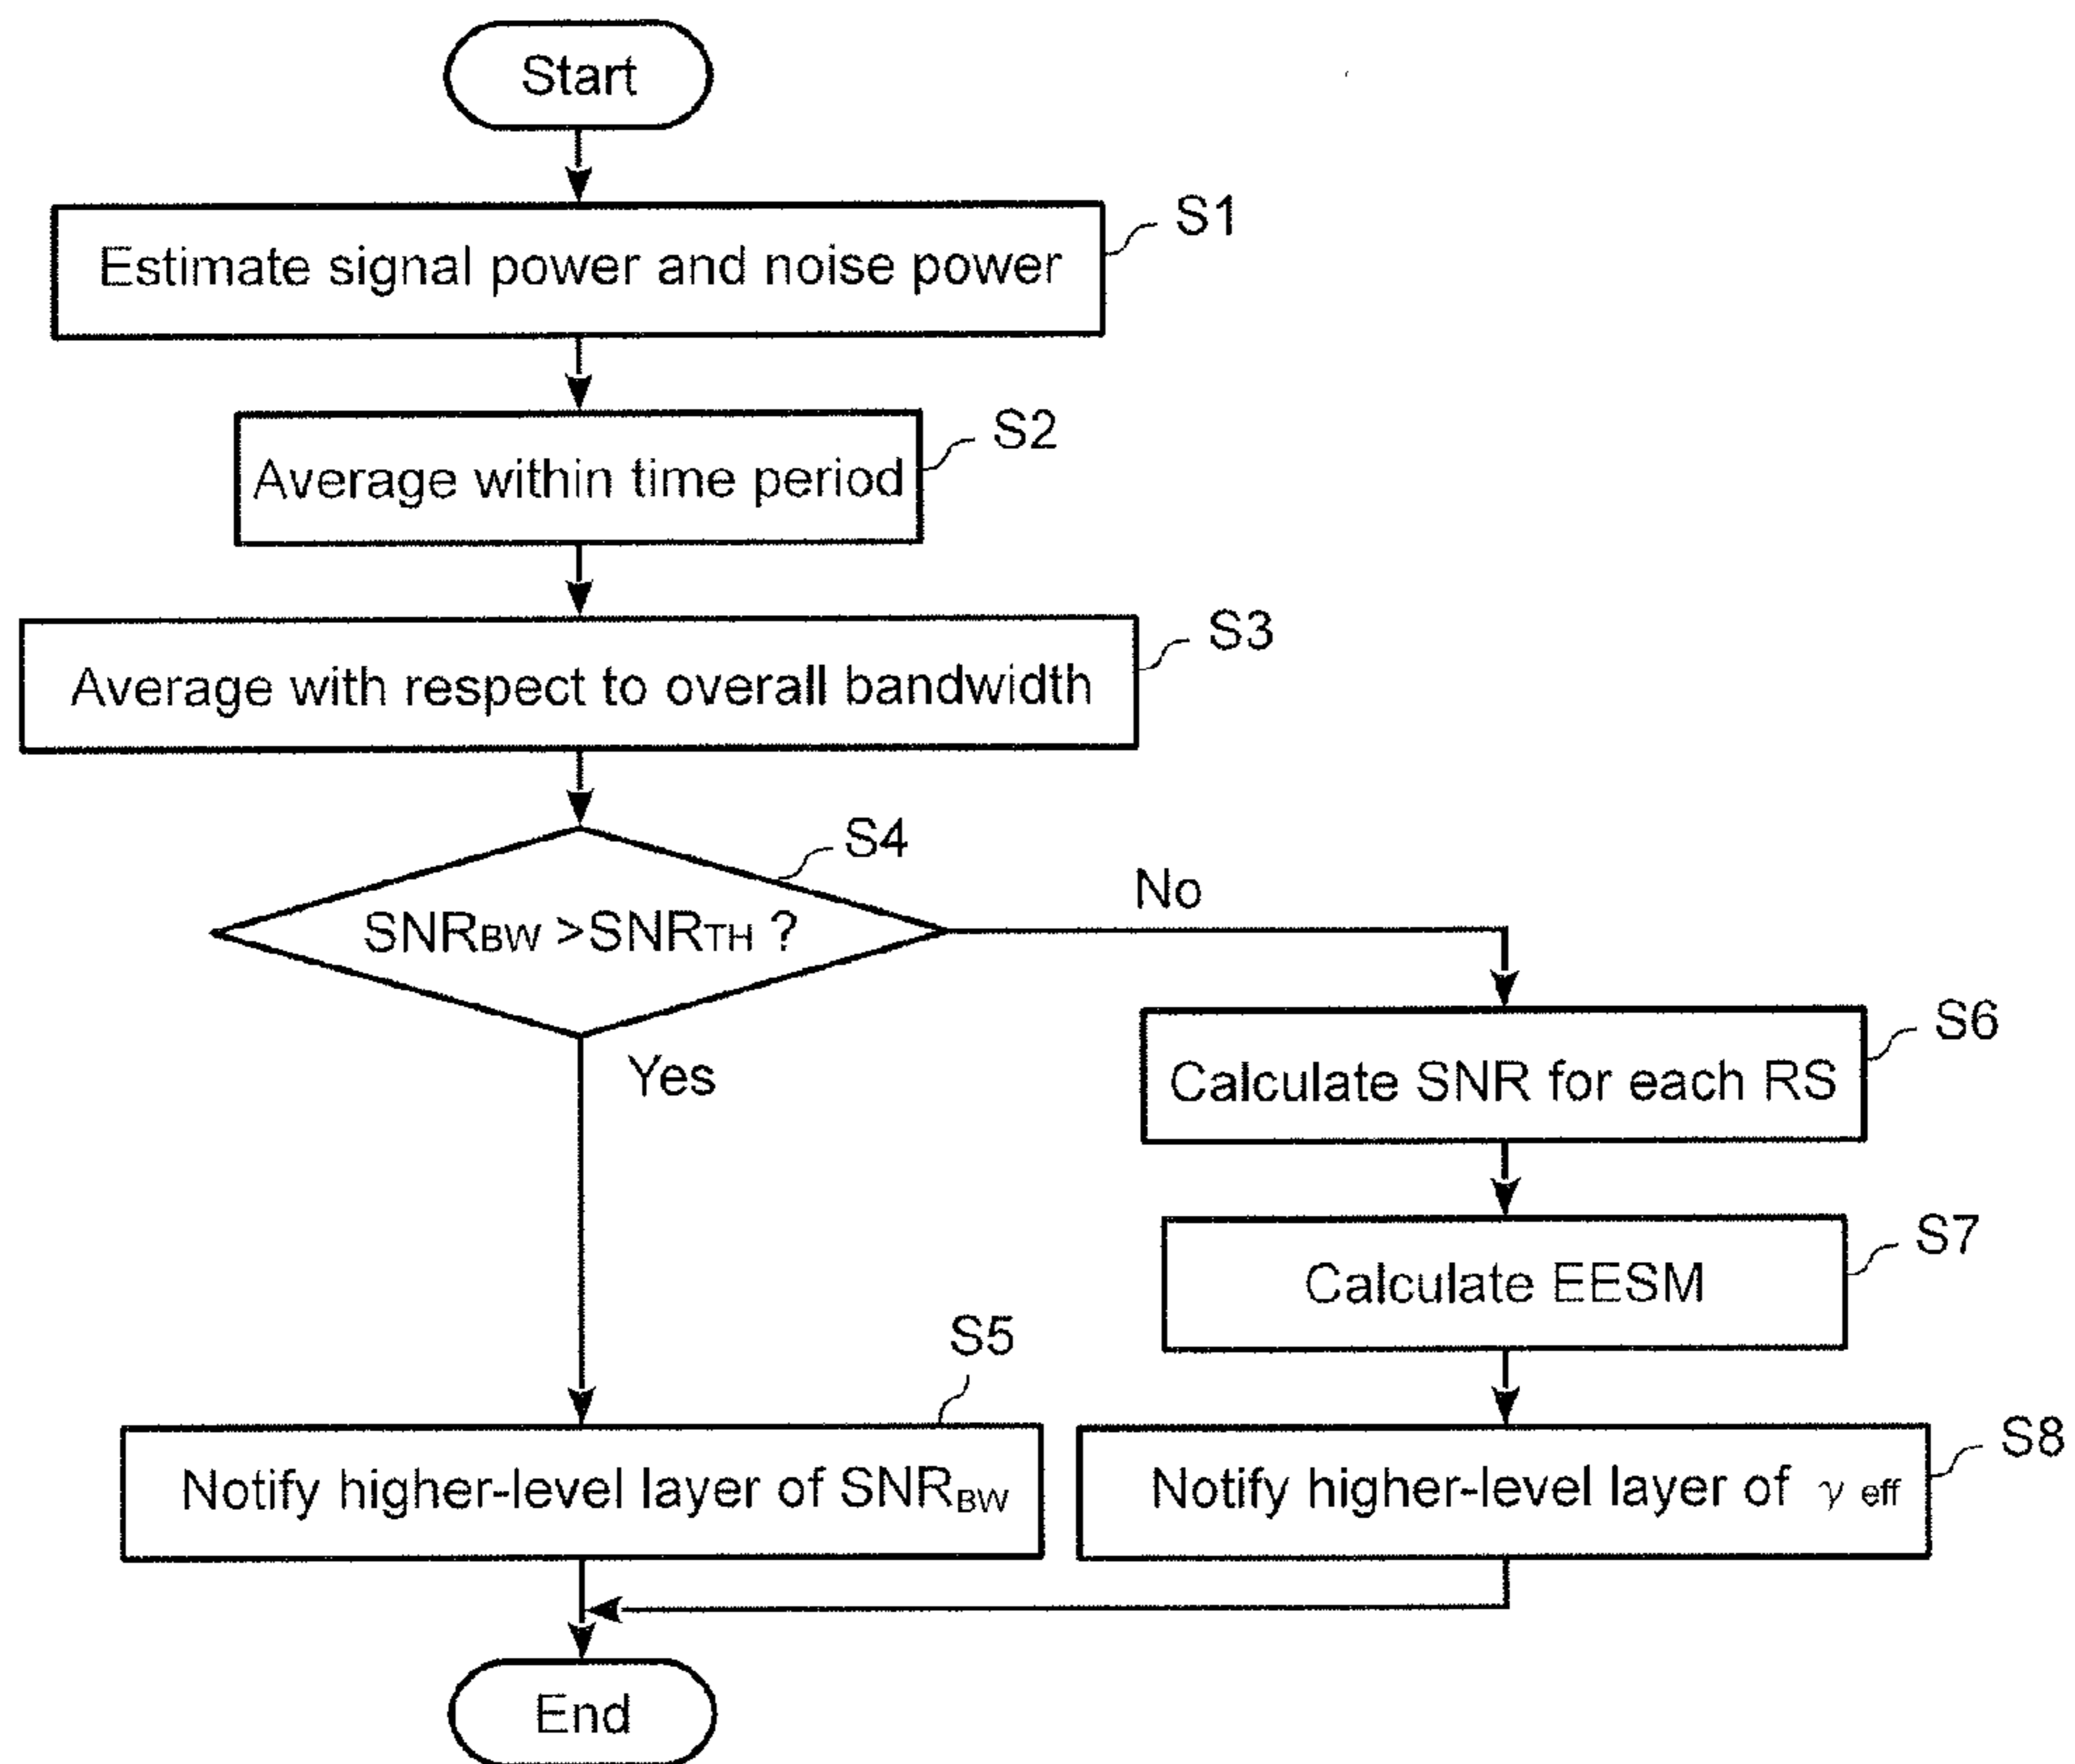 Start
S1
Estimate signal power and noise power
S2
Average within time period
S3
Average with respect to overall bandwidth
S4
SNRBW >SNRTH ?
No
Yes
S6
Calculate SNR for each RS
S7
Calculate EESM
S5
Notify higher-level layer of SNRBW
S8
Notify higher-level layer of γ eff
End